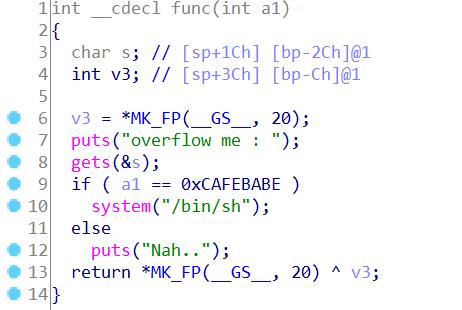 1 int __cdecl func(int a1)
2 {
3 char s; // [sp+1Ch] [bp-2Ch]@1
4 int v3; // [sp+3Ch] [bp-Ch]@1
5
6 v3 = *MK_FP(__GS__, 20);
7 puts("overflow me : ");
8 gets(&s);
9 if ( a1 == 0xCAFEBABE )
10 system("/bin/sh");
11 else
12 puts("Nah..");
13 return *MK_FP(__GS__, 20) ^ v3;
14 }